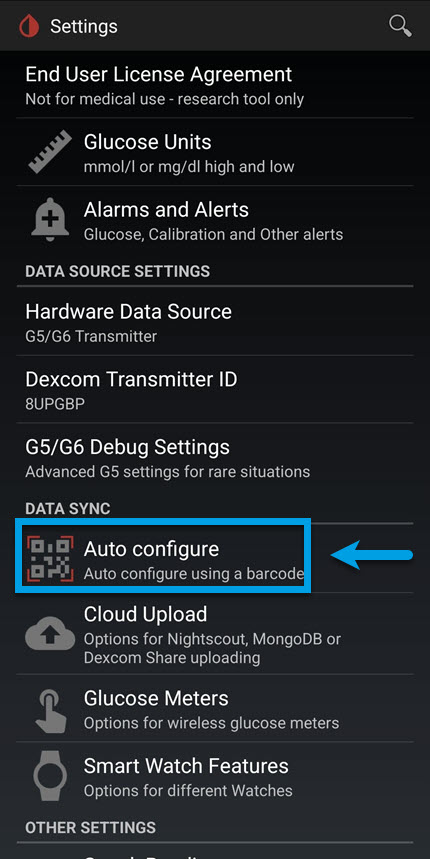 Settings
End User License Agreement
Not for medical use - research tool only
Glucose Units
mmol/l or mg/dl high and low
Alarms and Alerts
Glucose, Calibration and Other alerts
DATA SOURCE SETTINGS
Hardware Data Source
G5/G6 Transmitter
Dexcom Transmitter ID
8UPGBP
G5/G6 Debug Settings
Advanced G5 settings for rare situations
DATA SYNC
Auto configure
Auto configure using a barcode
Cloud Upload
Options for Nightscout, MongoDB or
Dexcom Share uploading
Glucose Meters
Options for wireless glucose meters
Smart Watch Features
Options for different Watches
OTHER SETTINGS